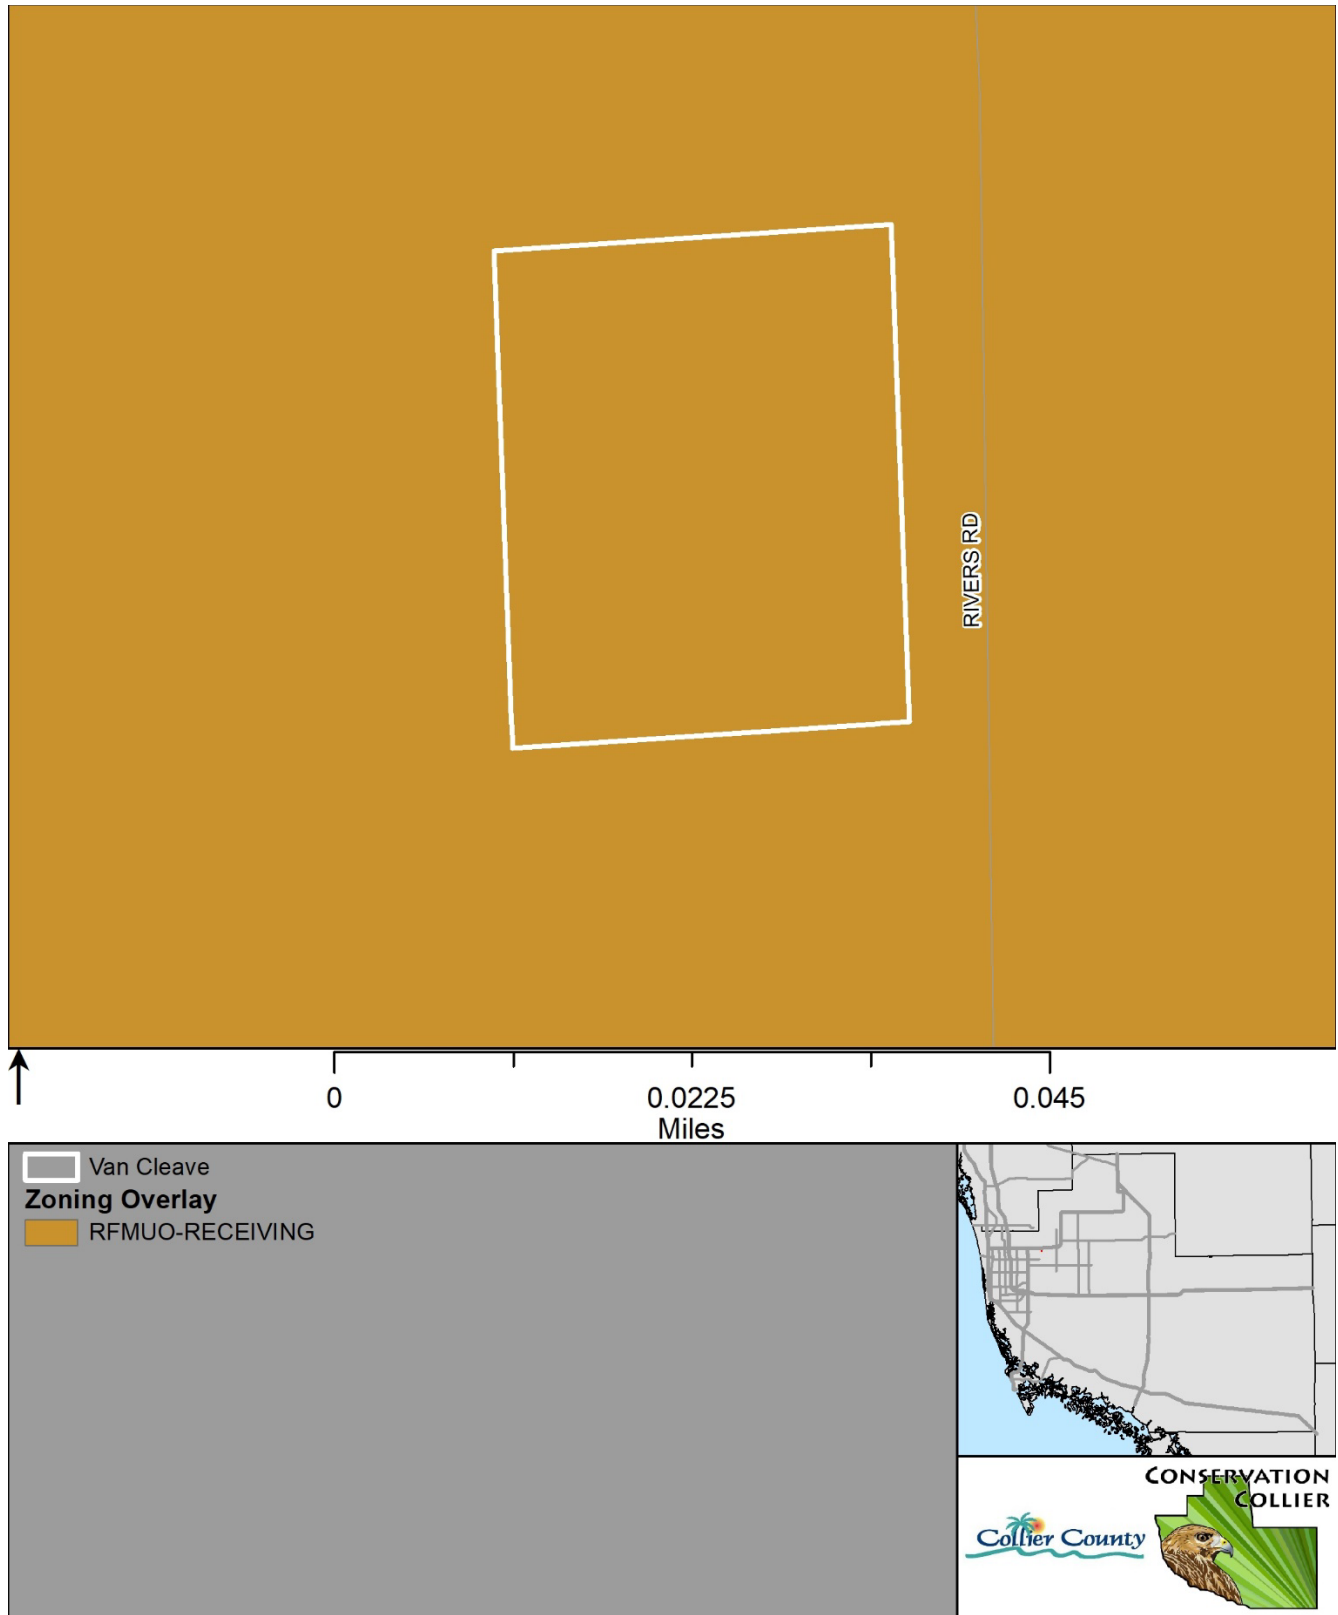 RIVERS RD
0 0.0225 0.045
Miles
Van Cleave
Zoning Overlay
RFMUO-RECEIVING
CONSERVATION
COLLIER
Collier County